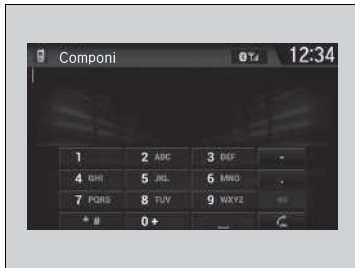 Componi 12:34
1 2 ABC 3 DEF -
4 GHI 5 JKL 6 MNO .
7 PQRS 8 TUV 9 WXYZ
* # 0 + _